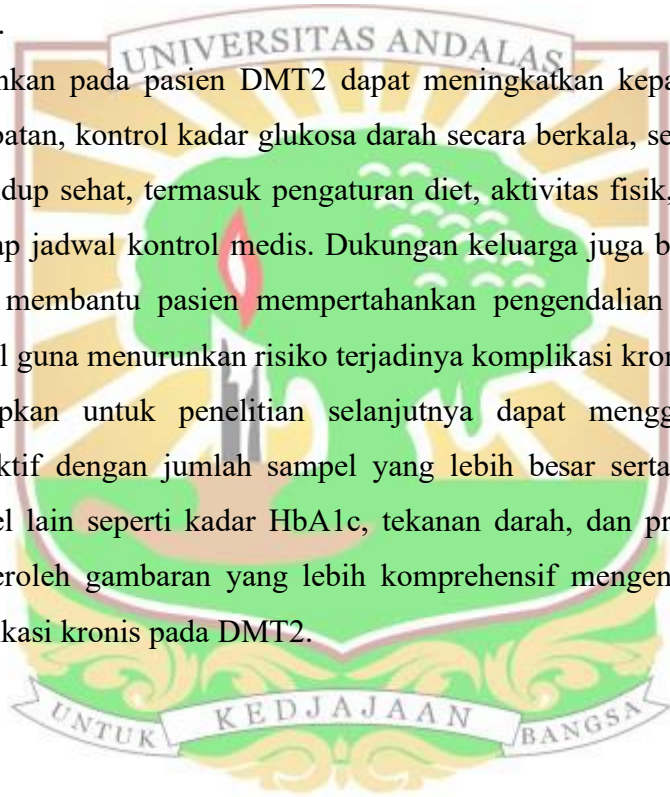 .
UNIVERSITAS ANDALAS
hkan pada pasien DMT2 dapat meningkatkan kepa
batan, kontrol kadar glukosa darah secara berkala, se
dup sehat, termasuk pengaturan diet, aktivitas fisik,
ap jadwal kontrol medis. Dukungan keluarga juga b
membantu pasien mempertahankan pengendalian
l guna menurunkan risiko terjadinya komplikasi kron
pkan untuk penelitian selanjutnya dapat mengg
ktif dengan jumlah sampel yang lebih besar serta
el lain seperti kadar HbA1c, tekanan darah, dan pr
eroleh gambaran yang lebih komprehensif mengen
ikasi kronis pada DMT2.
UNTUK KEDJAJAAN BANGSA